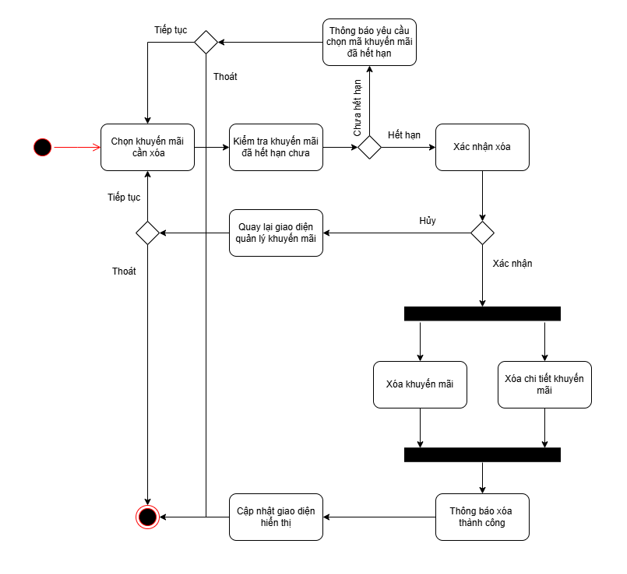 Tiếp tục
Thông báo yêu cầu
chọn mã khuyến mãi
đã hết hạn
Thoát
Chưa hết hạn
Chọn khuyến mãi
cần xóa
Kiểm tra khuyến mãi
đã hết hạn chưa
Hết hạn
Xác nhận xóa
Tiếp tục
Quay lại giao diện
quản lý khuyến mãi
Hủy
Thoát
Xác nhận
Xóa khuyến mãi
Xóa chi tiết khuyến
mãi
Cập nhật giao diện
hiển thị
Thông báo xóa
thành công